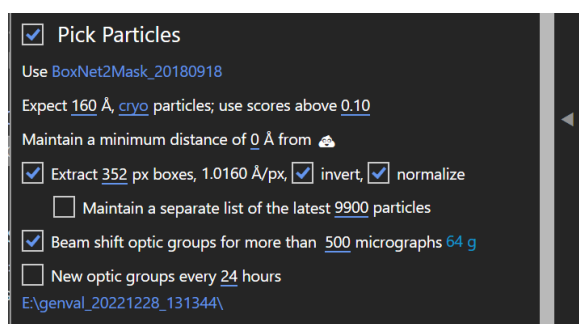 Pick Particles
Use BoxNet2Mask_20180918
Expect 160 Å, cryo particles; use scores above 0.10
Maintain a minimum distance of 0 Å from
Extract 352 px boxes, 1.0160 Å/px, invert, normalize
Maintain a separate list of the latest 9900 particles
Beam shift optic groups for more than 500 micrographs 64 g
New optic groups every 24 hours
E:\genval_20221228_131344\